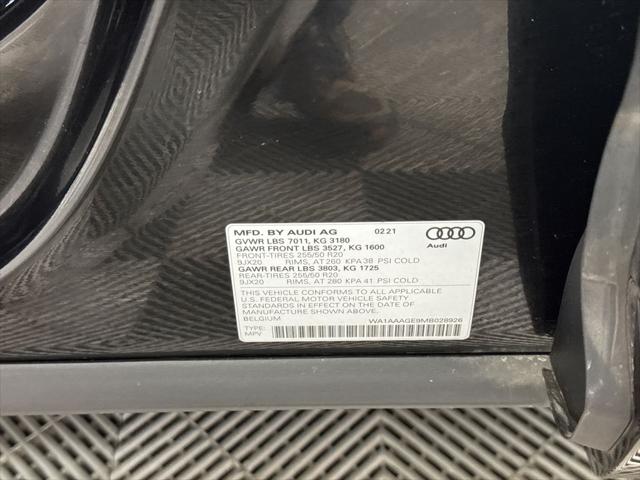 MFD. BY AUDI AG 02.21
GVWR LBS 7011, KG 3180
GAWR FRONT LBS 3527, KG 1600
FRONT-TIRES 255/50 R20
9JX20 RIMS, AT 260 KPA 38 PSI COLD
GAWR REAR LBS 3803, KG 1725
REAR-TIRES 255/50 R20
9JX20 RIMS, AT 280 KPA 41 PSI COLD
Audi
THIS VEHICLE CONFORMS TO ALL APPLICABLE
U.S. FEDERAL MOTOR VEHICLE SAFETY
STANDARDS IN EFFECT ON THE DATE OF
MANUFACTURE SHOWN ABOVE.
BELGIUM WA1AAAGE9MB028926
TYPE:
MPV